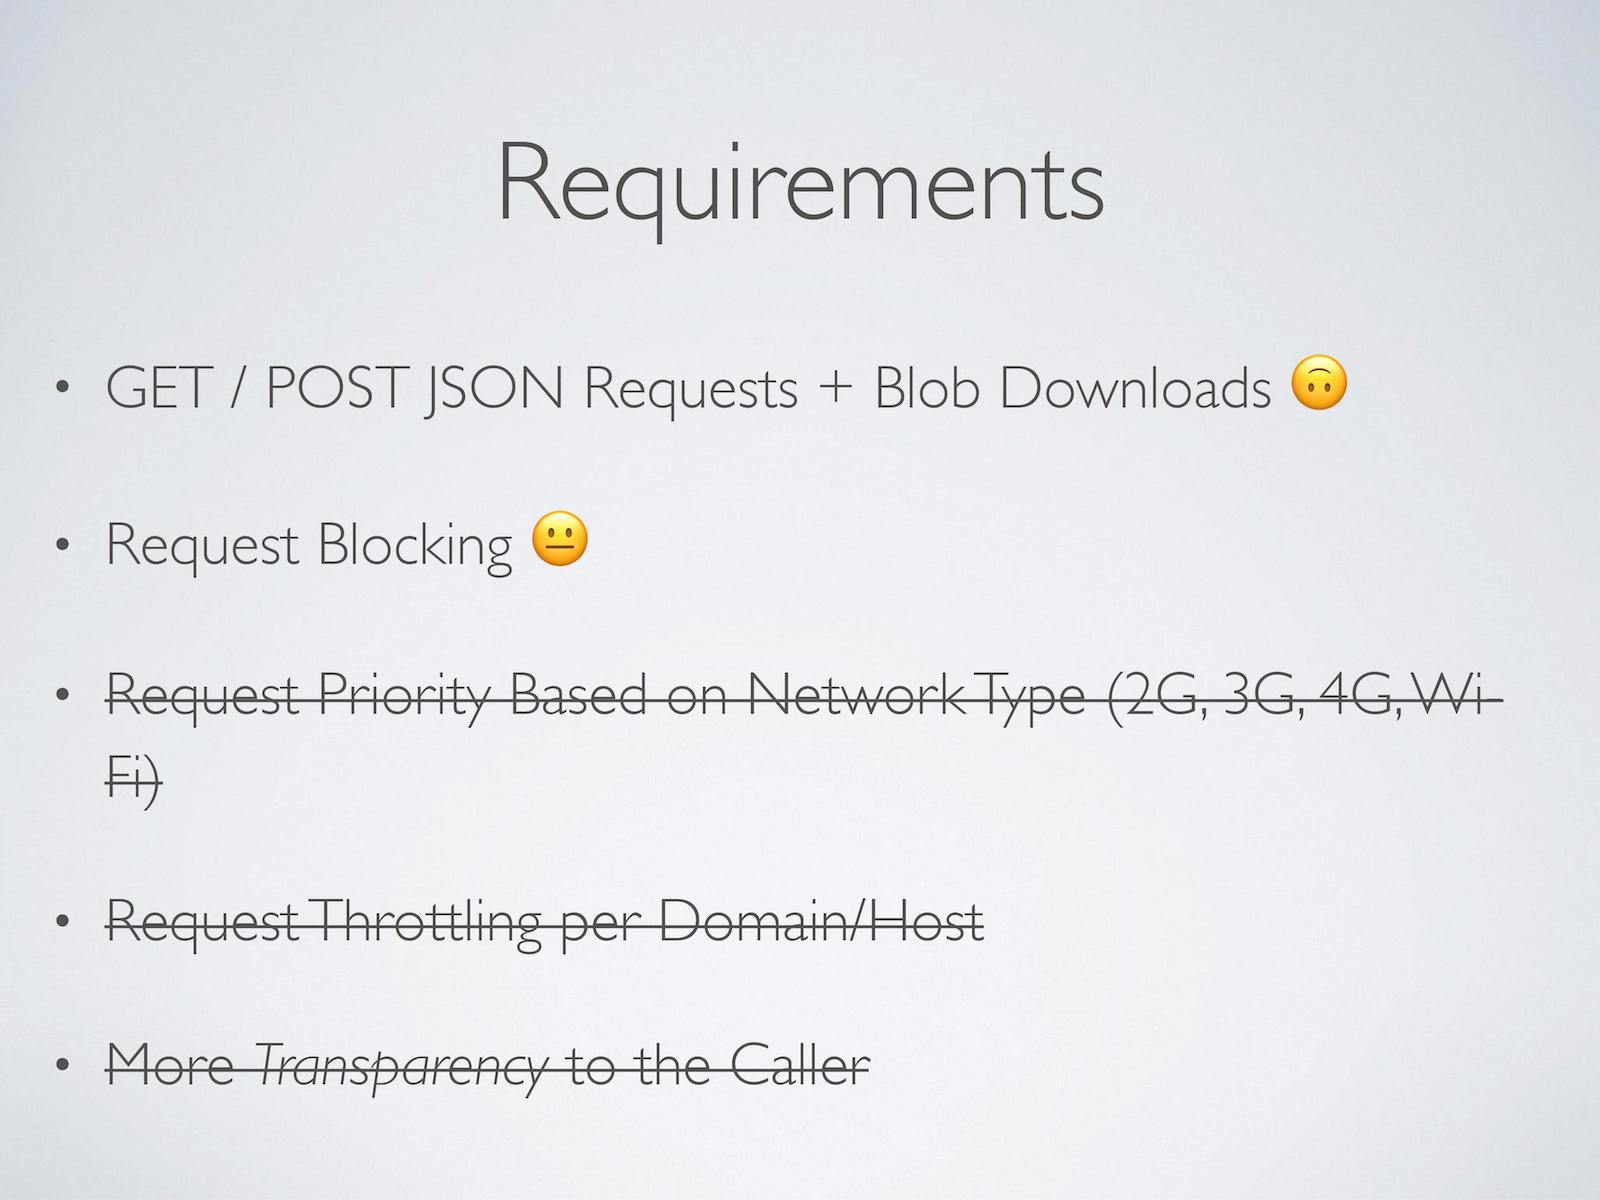 Requirements
• GET / POST JSON Requests + Blob Downloads 🙃
• Request Blocking 😐
• Request Priority Based on Network Type (2G, 3G, 4G, Wi-
Fi)
• Request Throttling per Domain/Host
• More Transparency to the Caller